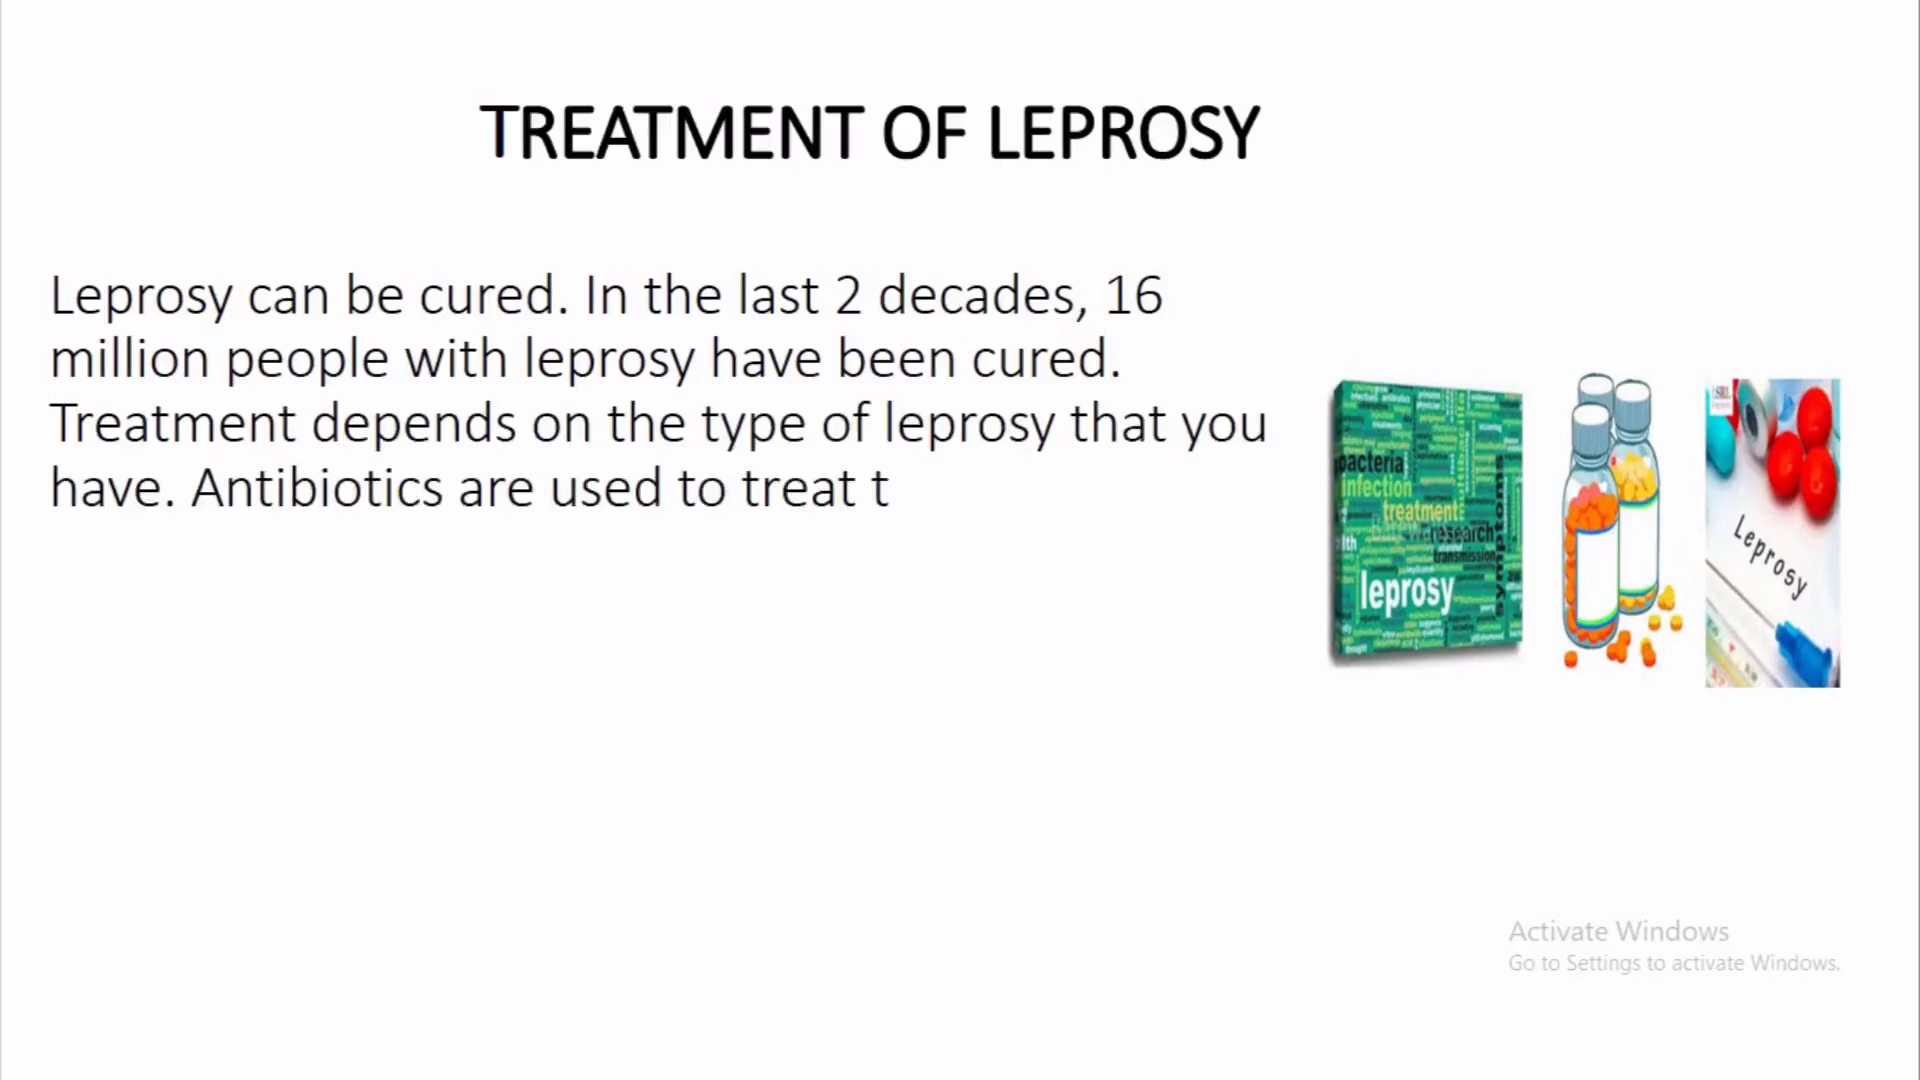 TREATMENT OF LEPROSY
Leprosy can be cured. In the last 2 decades, 16
million people with leprosy have been cured.
Treatment depends on the type of leprosy that you
have. Antibiotics are used to treat t
bacteria
infection
treatment
research
transmission
symptoms
leprosy
Leprosy
Activate Windows
Go to Settings to activate Windows.